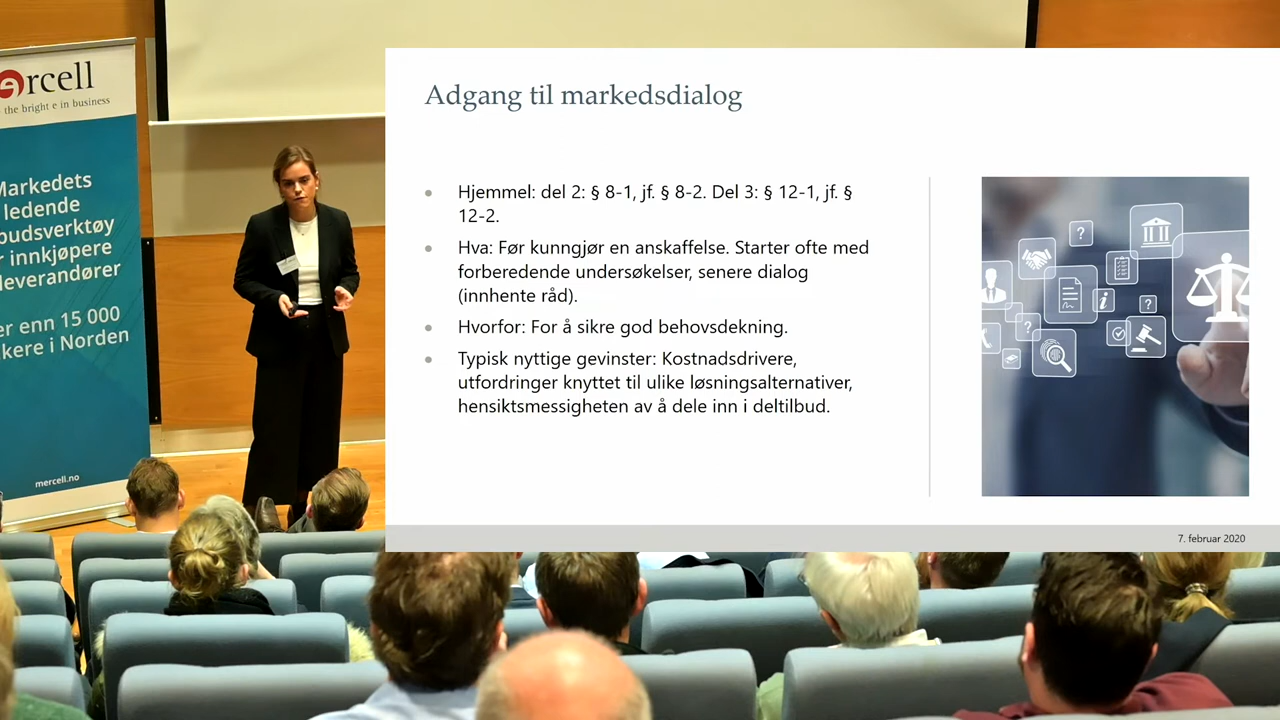 ercell
the bright e in business
Markedets
ledende
budsverktøy
innkjøpere
leverandører
er enn 15 000
kere i Norden
mercell.no
Adgang til markedsdialog
Hjemmel: del 2: § 8-1, jf. § 8-2. Del 3: § 12-1, jf. §
12-2.
Hva: Før kunngjør en anskaffelse. Starter ofte med
forberedende undersøkelser, senere dialog
(innhente råd).
Hvorfor: For å sikre god behovsdekning.
Typisk nyttige gevinster: Kostnadsdrivere,
utfordringer knyttet til ulike løsningsalternativer,
hensiktsmessigheten av å dele inn i deltilbud.
7. februar 2020